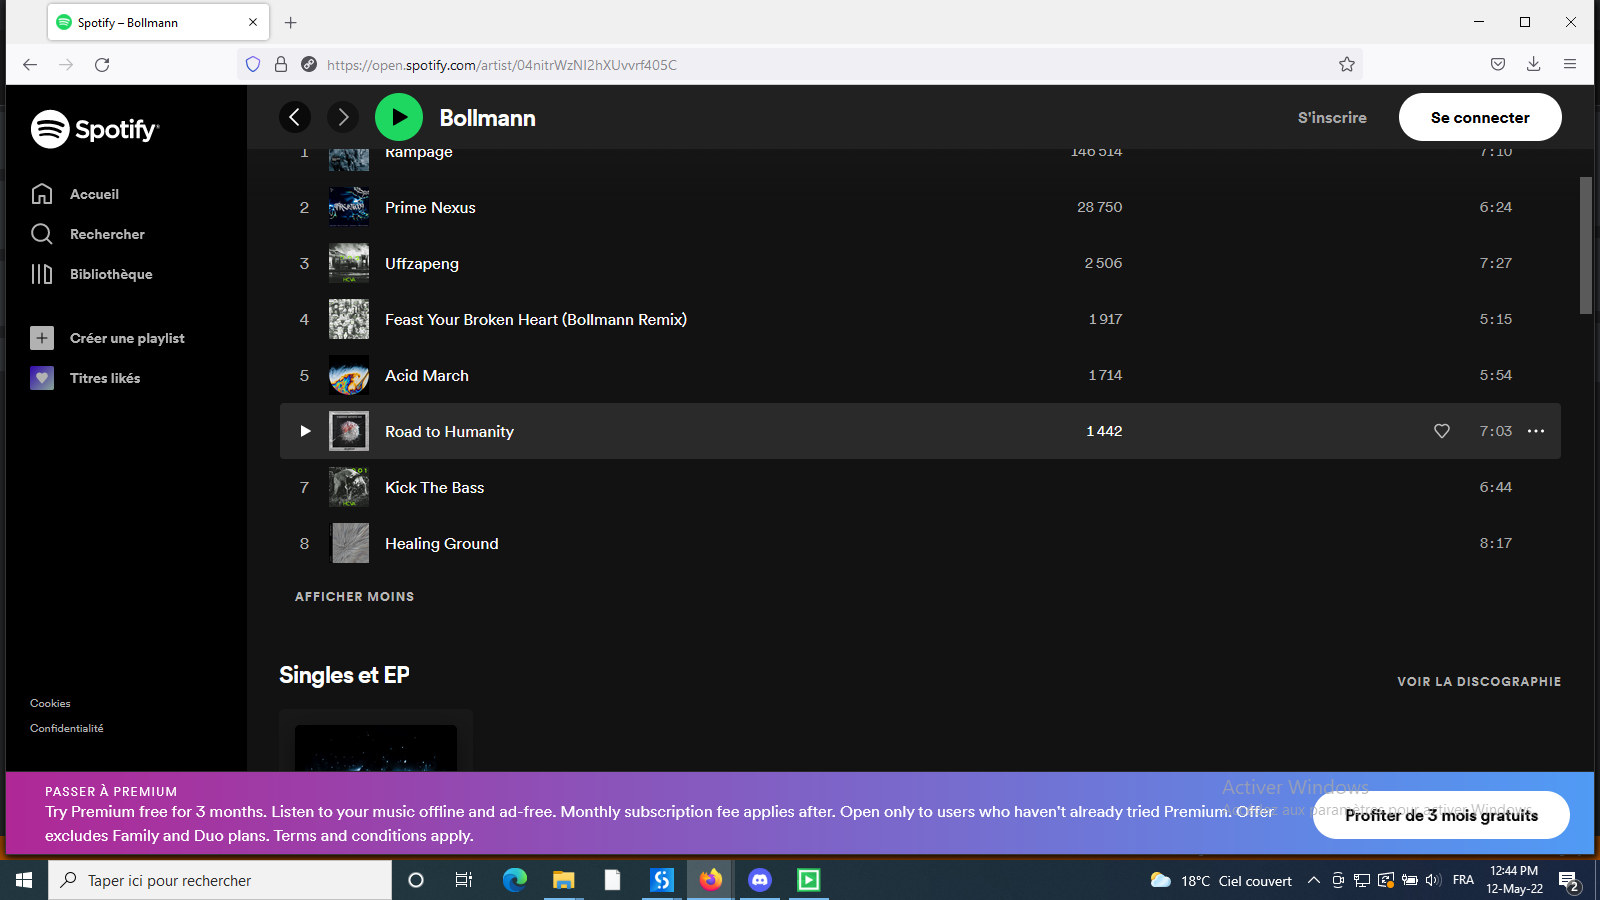 Spotify – Bollmann
https://open.spotify.com/artist/04nitrWzNI2hXUvvrf405C
Spotify
Bollmann
S'inscrire
Se connecter
Accueil
Rechercher
Bibliothèque
Créer une playlist
Titres likés
Cookies
Confidentialité
1 Rampage 146 514 7:10
2 Prime Nexus 28 750 6:24
3 Uffzapeng 2 506 7:27
4 Feast Your Broken Heart (Bollmann Remix) 1 917 5:15
5 Acid March 1 714 5:54
Road to Humanity 1 442 7:03
7 Kick The Bass 6:44
8 Healing Ground 8:17
AFFICHER MOINS
Singles et EP
VOIR LA DISCOGRAPHIE
PASSER À PREMIUM
Try Premium free for 3 months. Listen to your music offline and ad-free. Monthly subscription fee applies after. Open only to users who haven't already tried Premium. Offer
excludes Family and Duo plans. Terms and conditions apply.
Profiter de 3 mois gratuits
Activer Windows
Taper ici pour rechercher
18°C Ciel couvert
FRA
12:44 PM
12-May-22
2